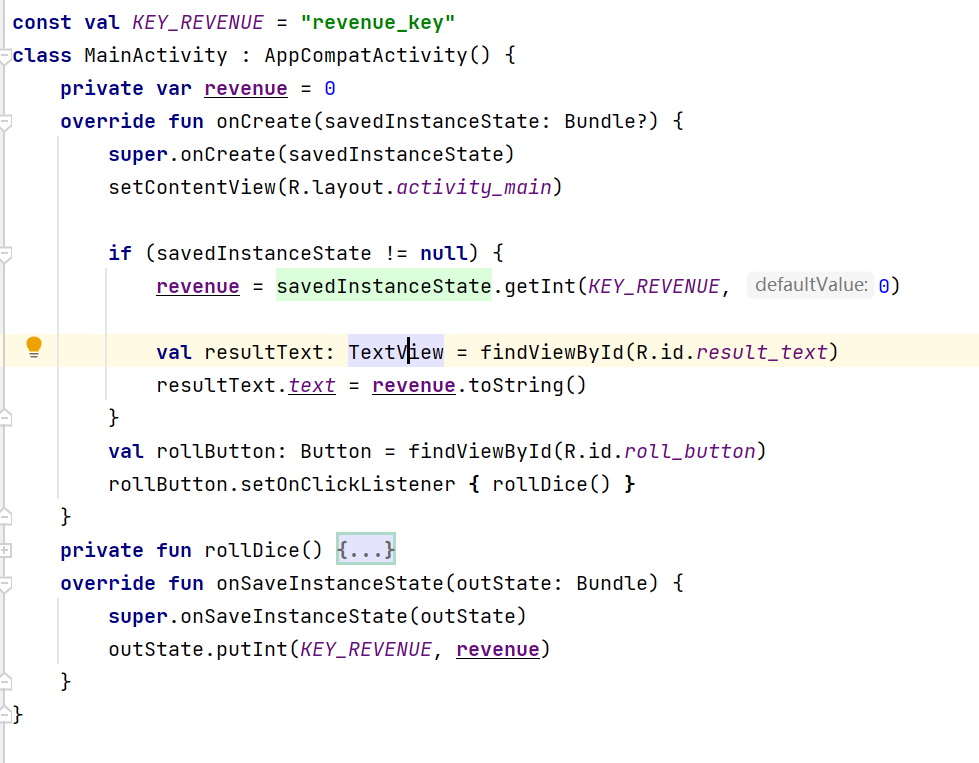 const val KEY_REVENUE = "revenue_key"
class MainActivity : AppCompatActivity() {
    private var revenue = 0
    override fun onCreate(savedInstanceState: Bundle?) {
        super.onCreate(savedInstanceState)
        setContentView(R.layout.activity_main)

        if (savedInstanceState != null) {
            revenue = savedInstanceState.getInt(KEY_REVENUE, defaultValue: 0)

            val resultText: TextView = findViewById(R.id.result_text)
            resultText.text = revenue.toString()
        }
        val rollButton: Button = findViewById(R.id.roll_button)
        rollButton.setOnClickListener { rollDice() }
    }
    private fun rollDice() {...}
    override fun onSaveInstanceState(outState: Bundle) {
        super.onSaveInstanceState(outState)
        outState.putInt(KEY_REVENUE, revenue)
    }
}